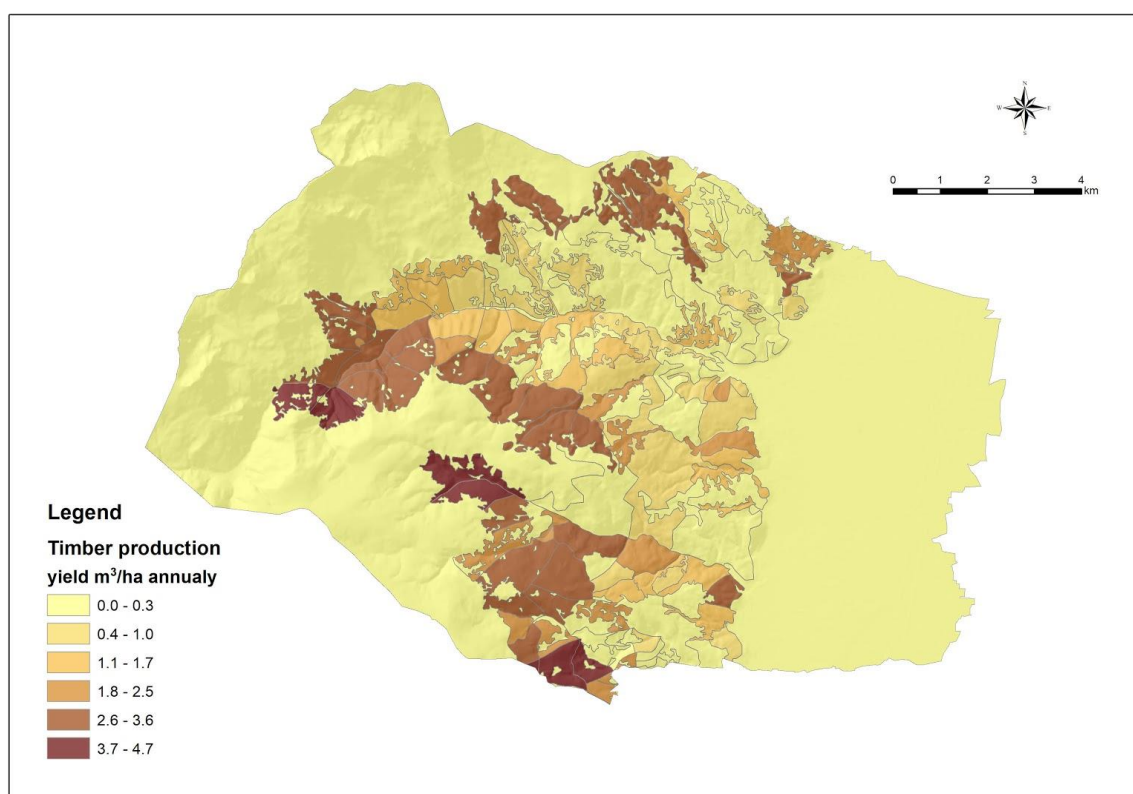 N
W E
S
0 1 2 3 4
km
Legend
Timber production
yield m³/ha annualy
0.0 - 0.3
0.4 - 1.0
1.1 - 1.7
1.8 - 2.5
2.6 - 3.6
3.7 - 4.7